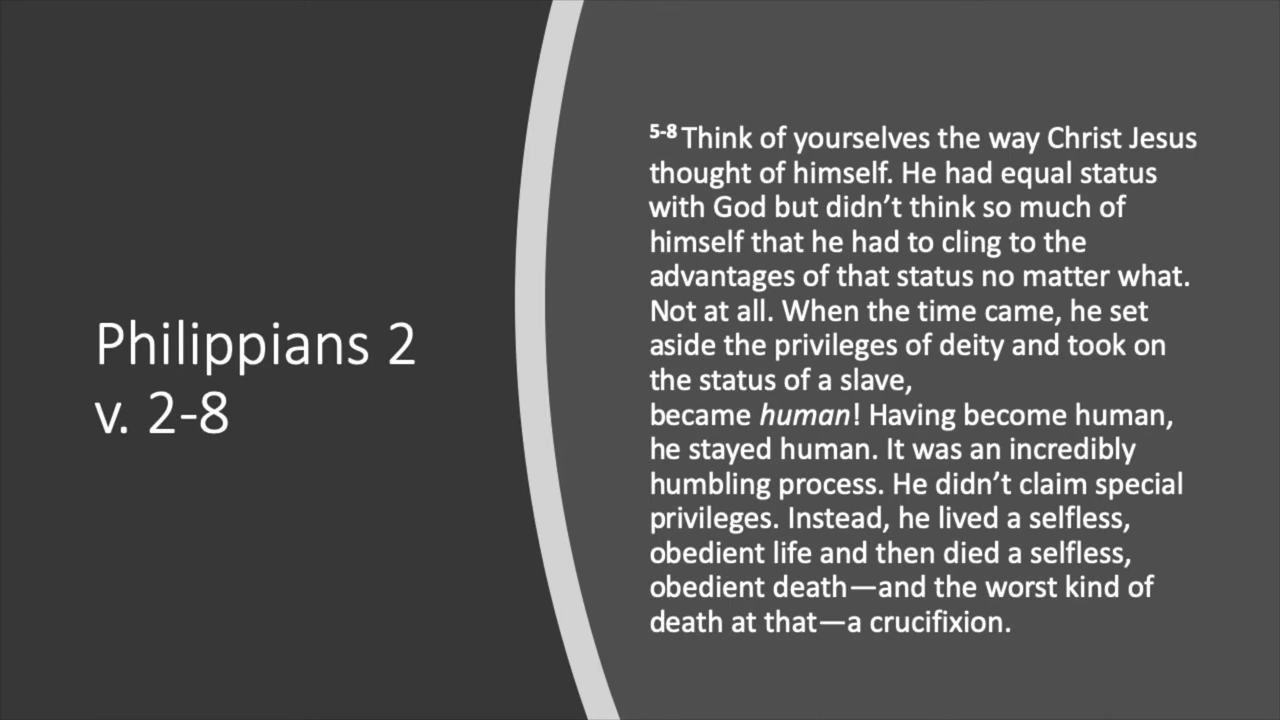 Philippians 2
v. 2-8
5-8 Think of yourselves the way Christ Jesus
thought of himself. He had equal status
with God but didn’t think so much of
himself that he had to cling to the
advantages of that status no matter what.
Not at all. When the time came, he set
aside the privileges of deity and took on
the status of a slave,
became human! Having become human,
he stayed human. It was an incredibly
humbling process. He didn’t claim special
privileges. Instead, he lived a selfless,
obedient life and then died a selfless,
obedient death—and the worst kind of
death at that—a crucifixion.